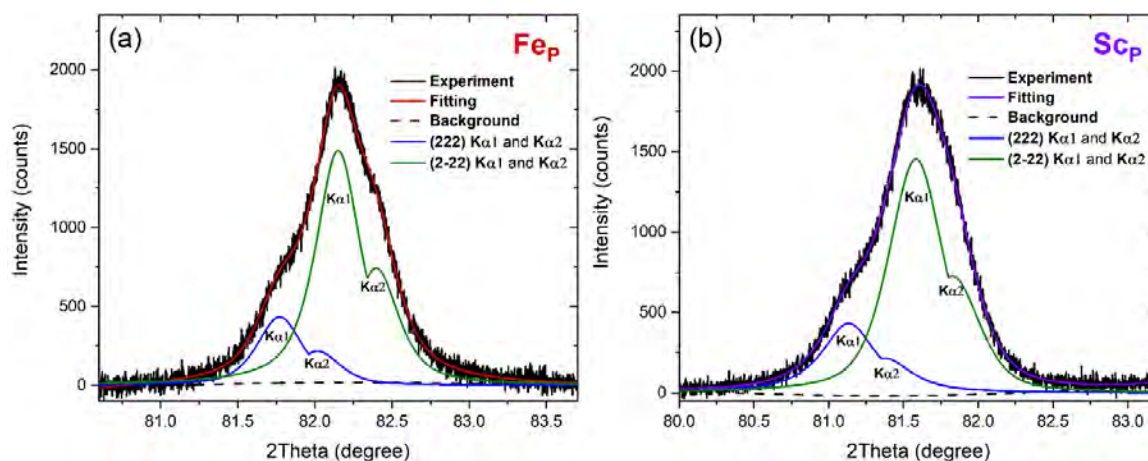 (a)
Fe_P
2000
1500
1000
500
0
Intensity (counts)
Experiment
Fitting
Background
(222) Kα1 and Kα2
(2-22) Kα1 and Kα2
Kα1
Kα2
Kα1
Kα2
81.0 81.5 82.0 82.5 83.0 83.5
2Theta (degree)
(b)
Sc_P
2000
1500
1000
500
0
Intensity (counts)
Experiment
Fitting
Background
(222) Kα1 and Kα2
(2-22) Kα1 and Kα2
Kα1
Kα2
Kα1
Kα2
80.0 80.5 81.0 81.5 82.0 82.5 83.0
2Theta (degree)